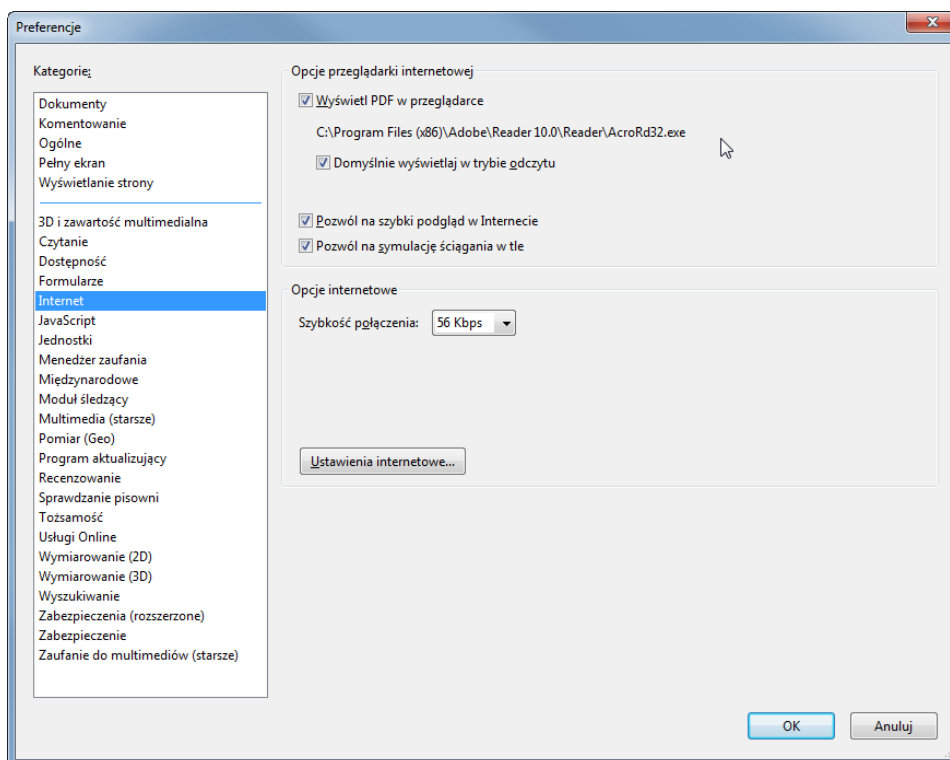 Preferencje
Kategorie:
Dokumenty
Komentowanie
Ogólne
Pełny ekran
Wyświetlanie strony
3D i zawartość multimedialna
Czytanie
Dostępność
Formularze
Internet
JavaScript
Jednostki
Menedżer zaufania
Międzynarodowe
Moduł śledzący
Multimedia (starsze)
Pomiar (Geo)
Program aktualizujący
Recenzowanie
Sprawdzanie pisowni
Tożsamość
Usługi Online
Wymiarowanie (2D)
Wymiarowanie (3D)
Wyszukiwanie
Zabezpieczenia (rozszerzone)
Zabezpieczenie
Zaufanie do multimediów (starsze)
Opcje przeglądarki internetowej
Wyświetl PDF w przeglądarce
C:\Program Files (x86)\Adobe\Reader 10.0\Reader\AcroRd32.exe
Domyślnie wyświetlaj w trybie odczytu
Pozwól na szybki podgląd w Internecie
Pozwól na symulację ściągania w tle
Opcje internetowe
Szybkość połączenia: 56 Kbps
Ustawienia internetowe...
OK Anuluj